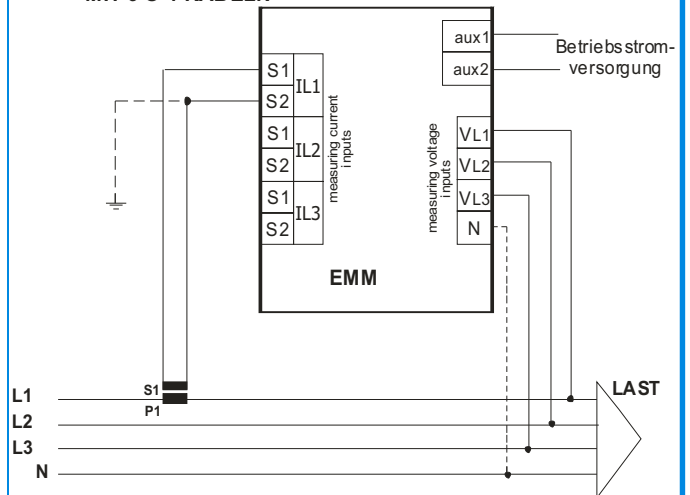 aux1
aux2
Betriebsstrom-
versorgung
S1
S2
IL1
S1
S2
IL2
S1
S2
IL3
measuring current
inputs
measuring voltage
inputs
VL1
VL2
VL3
N
EMM
L1
S1
P1
L2
L3
N
LAST